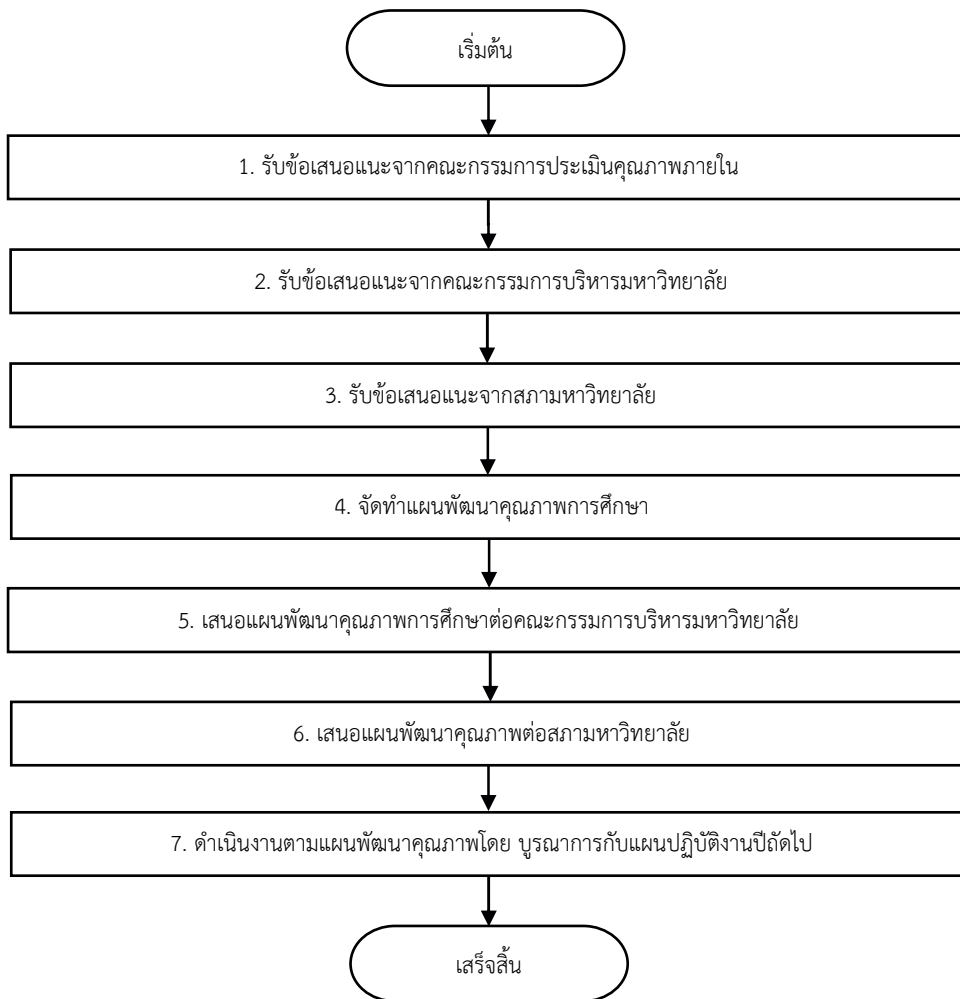 เริ่มต้น
1. รับข้อเสนอแนะจากคณะกรรมการประเมินคุณภาพภายใน
2. รับข้อเสนอแนะจากคณะกรรมการบริหารมหาวิทยาลัย
3. รับข้อเสนอแนะจากสภามหาวิทยาลัย
4. จัดทำแผนพัฒนาคุณภาพการศึกษา
5. เสนอแผนพัฒนาคุณภาพการศึกษาต่อคณะกรรมการบริหารมหาวิทยาลัย
6. เสนอแผนพัฒนาคุณภาพต่อสภามหาวิทยาลัย
7. ดำเนินงานตามแผนพัฒนาคุณภาพโดย บูรณาการกับแผนปฏิบัติงานปีถัดไป
เสร็จสิ้น